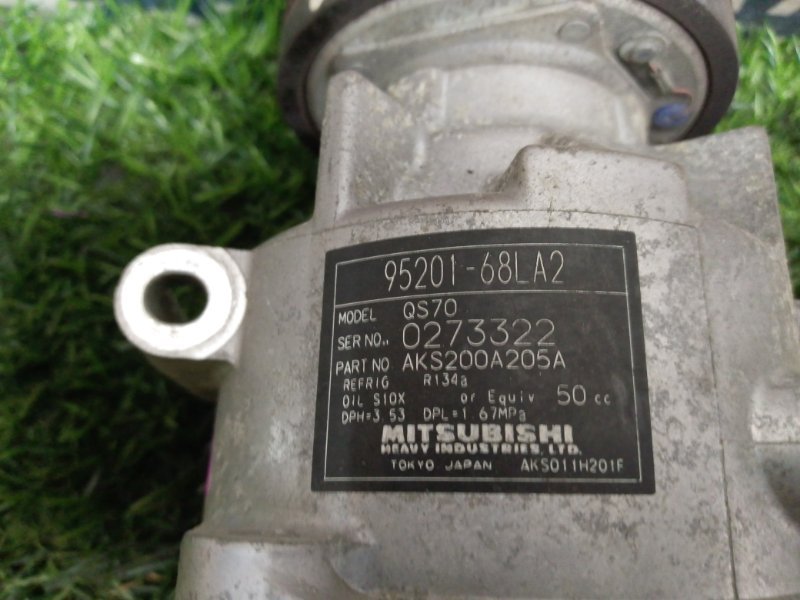 95201-68LA2
MODEL QS70
SER NO., 0273322
PART NO AKS200A205A
REFRIG R134a
OIL S10X or Equiv 50 cc
DPH=3.53 DPL=1.67MPa
MITSUBISHI
HEAVY INDUSTRIES, LTD.
TOKYO JAPAN AKS011H201F